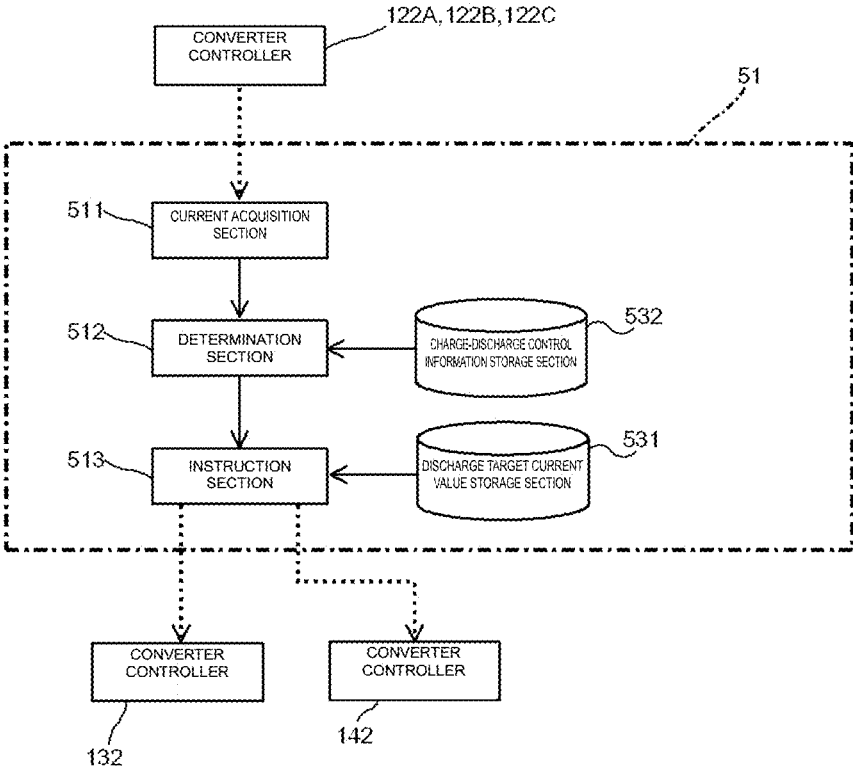 122A,122B,122C
CONVERTER
CONTROLLER
51
511
CURRENT ACQUISITION
SECTION
512
DETERMINATION
SECTION
532
CHARGE-DISCHARGE CONTROL
INFORMATION STORAGE SECTION
513
INSTRUCTION
SECTION
531
DISCHARGE TARGET CURRENT
VALUE STORAGE SECTION
CONVERTER
CONTROLLER
CONVERTER
CONTROLLER
132
142